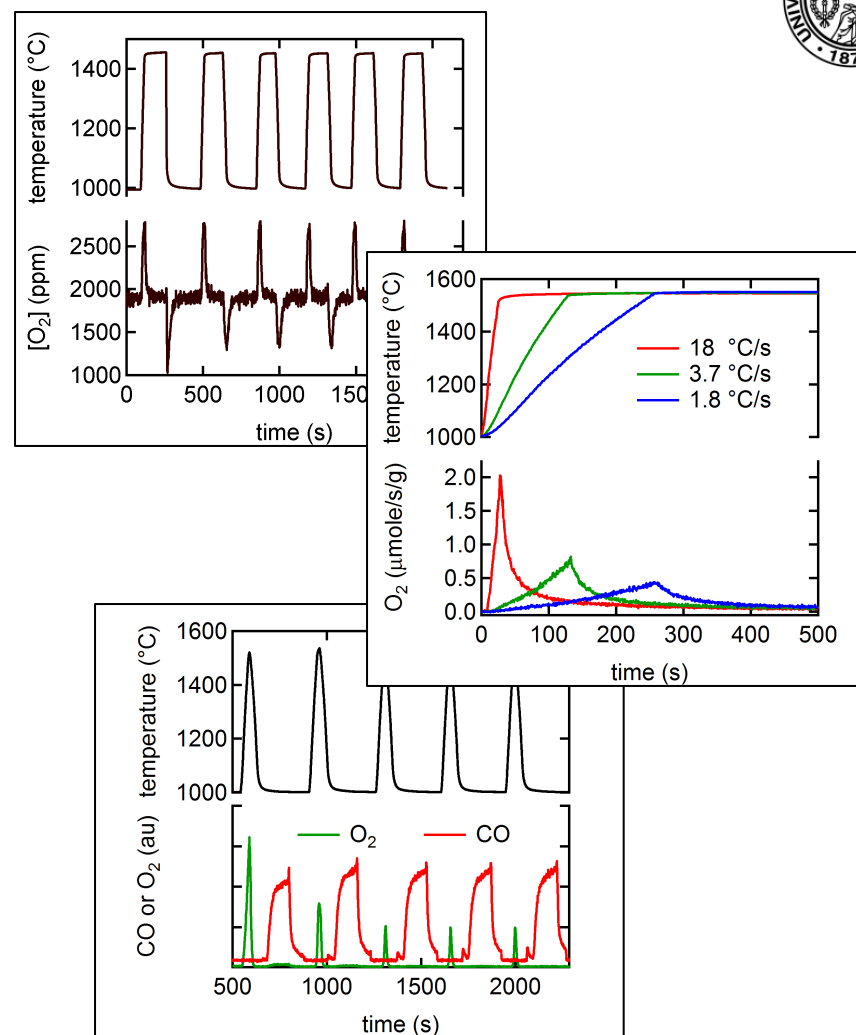 UNIV
· 187
temperature (°C)
1400
1200
1000
[O₂] (ppm)
2500
2000
1500
1000
0 500 1000 150
time (s)
temperature (°C)
1600
1400
1200
1000
18 °C/s
3.7 °C/s
1.8 °C/s
O₂ (μmole/s/g)
2.0
1.5
1.0
0.5
0.0
0 100 200 300 400 500
time (s)
temperature (°C)
1600
1400
1200
1000
CO or O₂ (au)
O₂ CO
500 1000 1500 2000
time (s)